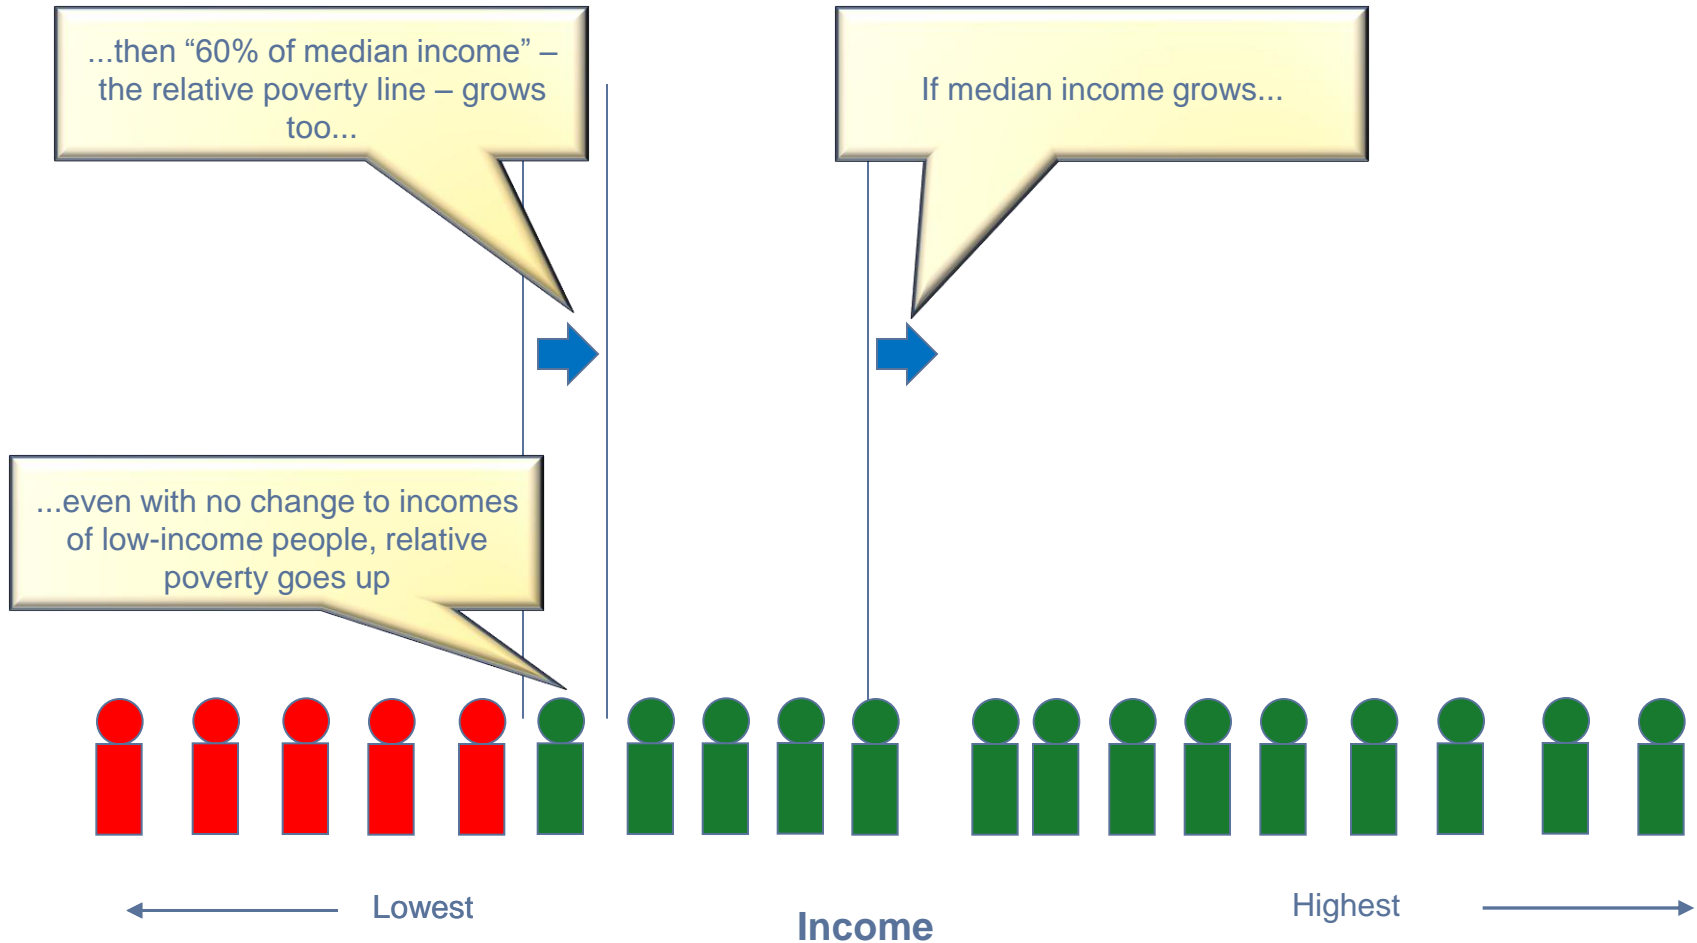 ...then “60% of median income” –
the relative poverty line – grows
too...
If median income grows...
...even with no change to incomes
of low-income people, relative
poverty goes up
Lowest
Income
Highest